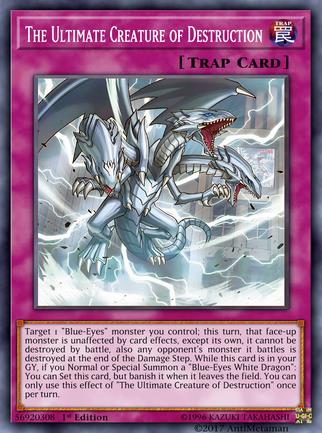 The Ultimate Creature of Destruction
TRAP
罠
[Trap Card]
Target 1 "Blue-Eyes" monster you control; this turn, that face-up
monster is unaffected by card effects, except its own, it cannot be
destroyed by battle, also any opponent's monster it battles is
destroyed at the end of the Damage Step. While this card is in your
GY, if you Normal or Special Summon a "Blue-Eyes White Dragon":
You can Set this card, but banish it when it leaves the field. You can
only use this effect of "The Ultimate Creature of Destruction" once
per turn.
56920308
1st Edition
©1996 KAZUKI TAKAHASHI
©2017 AntiMetaman